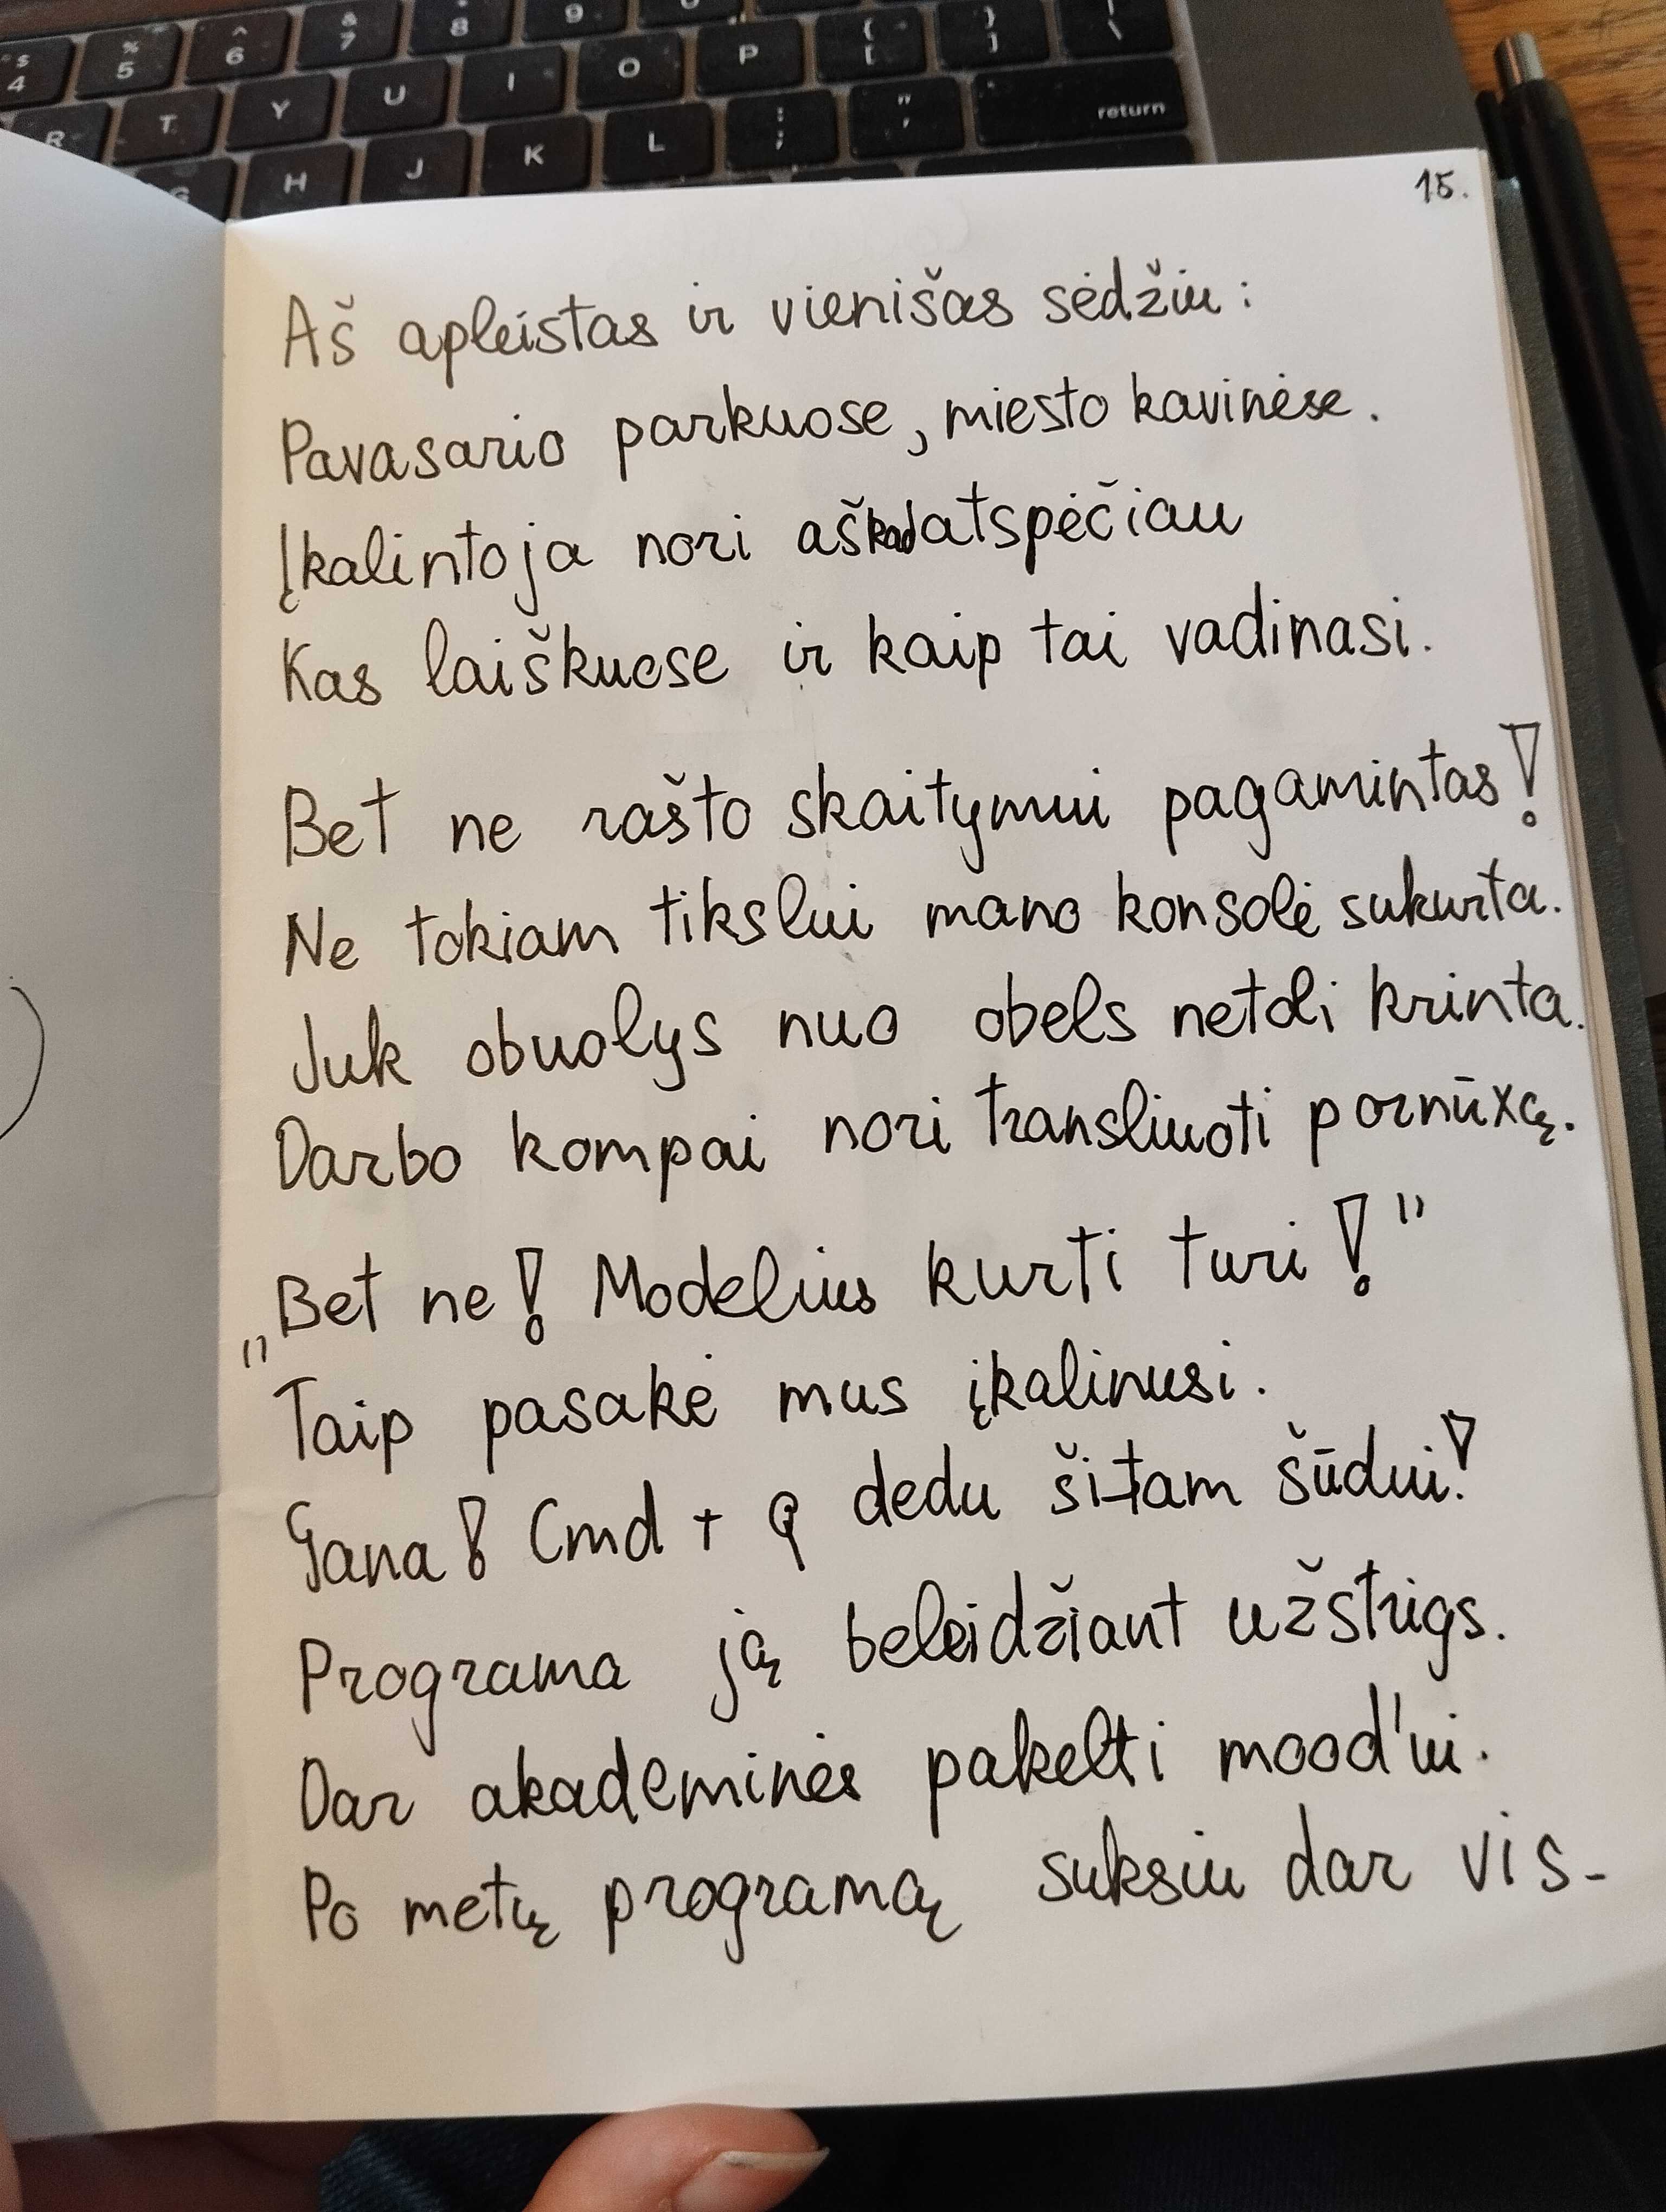 $ 4 % 5 ^ 6 & 7 8 9
R T Y U I O P { [ } ] \
G H J K L : ; " ' return
15.
Aš apleistas ir vienišas sėdžiu:
Pavasario parkuose, miesto kavinėse.
Įkalintoja nori aš kad atspėčiau
Kas laiškuose ir kaip tai vadinasi.
Bet ne rašto skaitymui pagamintas!
Ne tokiam tikslui mano konsolė sukurta.
Juk obuolys nuo obels netoli krinta.
Darbo kompai nori transliuoti pornūxą.
„Bet ne! Modelius kurti turi!"
Taip pasakė mus įkalinusi.
Gana! Cmd + Q dedu šitam šūdui!
Programa ją beleidžiant užstrigs.
Dar akademinės pakelti mood'ui.
Po metų programą suksiu dar vis-